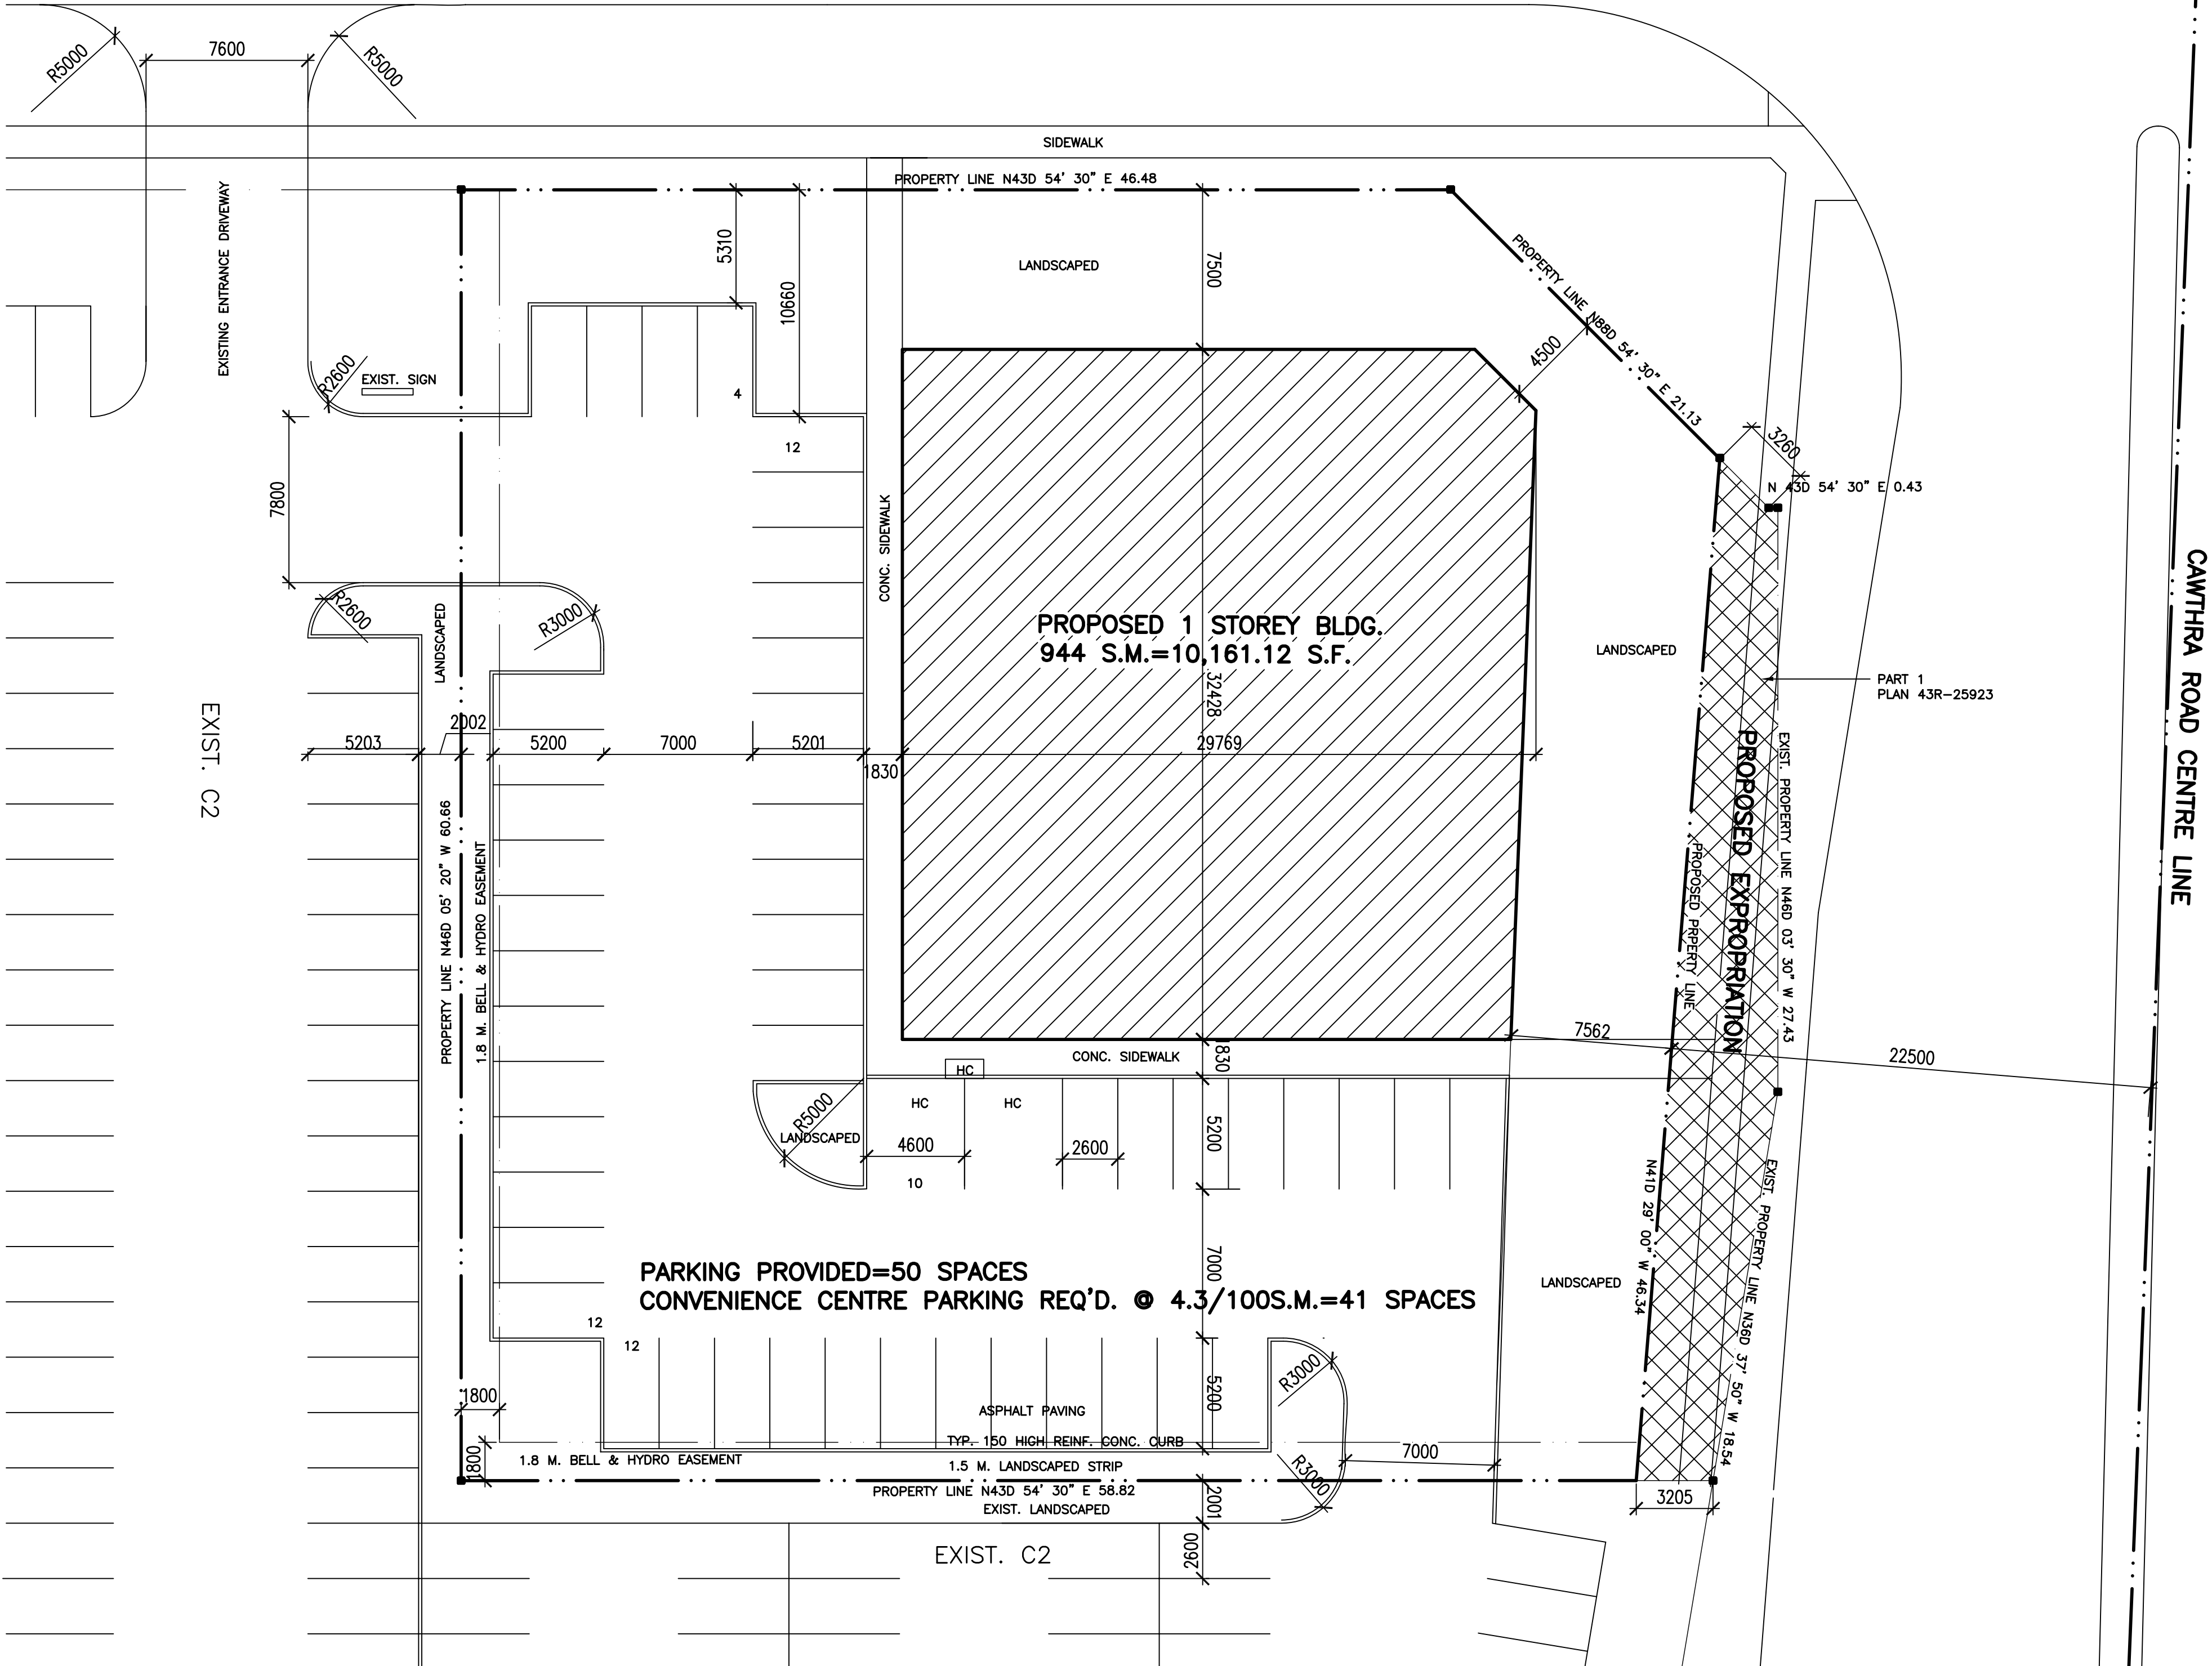 R5000
7600
R5000
SIDEWALK
PROPERTY LINE N43D 54' 30" E 46.48
EXISTING ENTRANCE DRIVEWAY
5310
10660
LANDSCAPED
7500
PROPERTY LINE N88D 54' 30" E 21.13
4500
R2600
EXIST. SIGN
4
12
3260
N 43D 54' 30" E 0.43
7800
CONC. SIDEWALK
R2600
LANDSCAPED
R3000
PROPOSED 1 STOREY BLDG.
944 S.M.=10,161.12 S.F.
32428
LANDSCAPED
PART 1
PLAN 43R-25923
CAWTHRA ROAD CENTRE LINE
EXIST. C2
5203
2002
5200
7000
5201
1830
29769
PROPOSED EXPROPRIATION
EXIST. PROPERTY LINE N46D 03' 30" W 27.43
PROPOSED PRPERTY LINE
PROPERTY LINE N46D 05' 20" W 60.66
1.8 M. BELL & HYDRO EASEMENT
CONC. SIDEWALK
1830
7562
22500
HC
HC
HC
R5000
LANDSCAPED
4600
2600
5200
10
N41D 29' 00" W 46.34
EXIST. PROPERTY LINE N36D 37' 50" W 18.54
7000
PARKING PROVIDED=50 SPACES
CONVENIENCE CENTRE PARKING REQ'D. @ 4.3/100S.M.=41 SPACES
LANDSCAPED
12
12
R3000
1800
5200
ASPHALT PAVING
TYP. 150 HIGH REINF. CONC. CURB
7000
1800
1.8 M. BELL & HYDRO EASEMENT
1.5 M. LANDSCAPED STRIP
R3000
PROPERTY LINE N43D 54' 30" E 58.82
2001
3205
EXIST. LANDSCAPED
EXIST. C2
2600